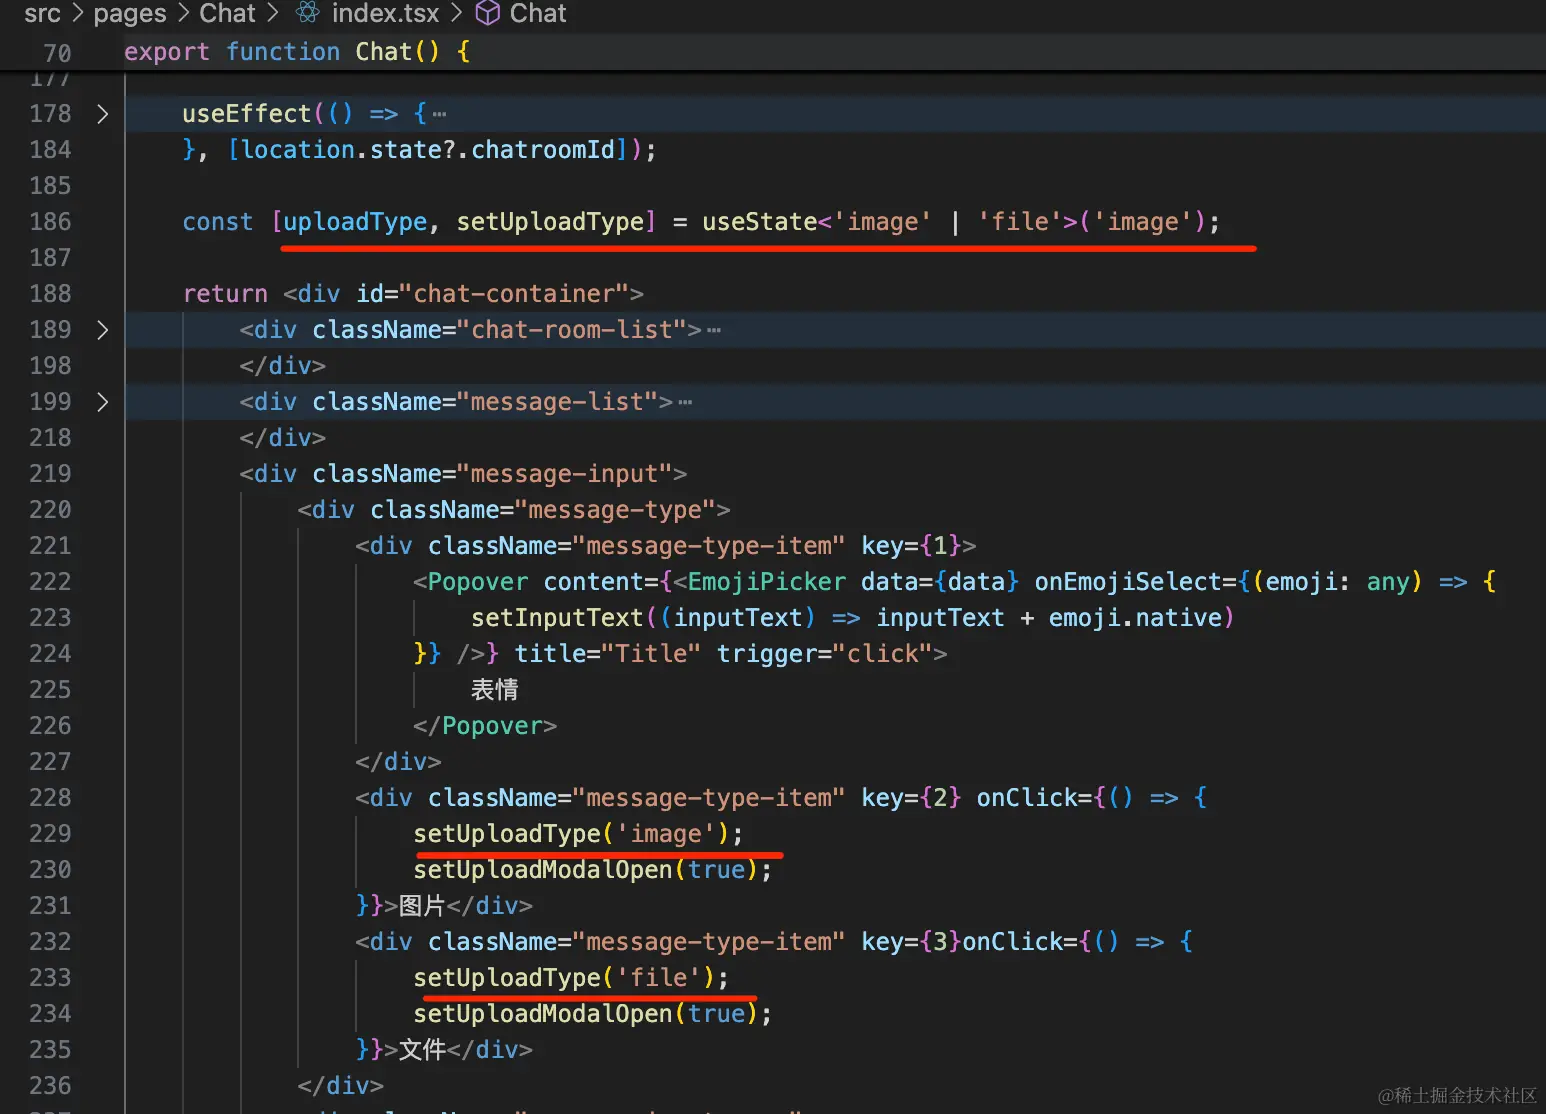 src > pages > Chat > index.tsx > Chat
70 export function Chat() {
177
178 useEffect(() => {…
184 }, [location.state?.chatroomId]);
185
186 const [uploadType, setUploadType] = useState<'image' | 'file'>('image');
187
188 return <div id="chat-container">
189 <div className="chat-room-list">…
198 </div>
199 <div className="message-list">…
218 </div>
219 <div className="message-input">
220 <div className="message-type">
221 <div className="message-type-item" key={1}>
222 <Popover content={<EmojiPicker data={data} onEmojiSelect={(emoji: any) => {
223 setInputText((inputText) => inputText + emoji.native)
224 }} />} title="Title" trigger="click">
225 表情
226 </Popover>
227 </div>
228 <div className="message-type-item" key={2} onClick={() => {
229 setUploadType('image');
230 setUploadModalOpen(true);
231 }}>图片</div>
232 <div className="message-type-item" key={3}onClick={() => {
233 setUploadType('file');
234 setUploadModalOpen(true);
235 }}>文件</div>
236 </div>
@稀土掘金技术社区